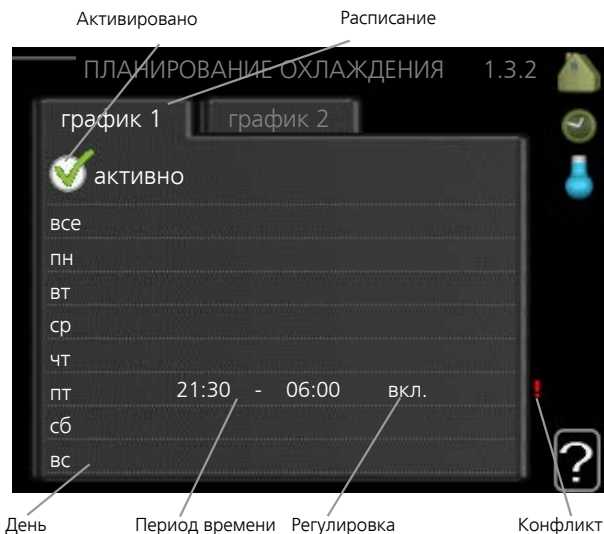 Активировано Расписание
ПЛАНИРОВАНИЕ ОХЛАЖДЕНИЯ 1.3.2
график 1 график 2
активно
все
пн
вт
ср
чт
пт 21:30 - 06:00 вкл. !
сб
вс
?
День Период времени Регулировка Конфликт